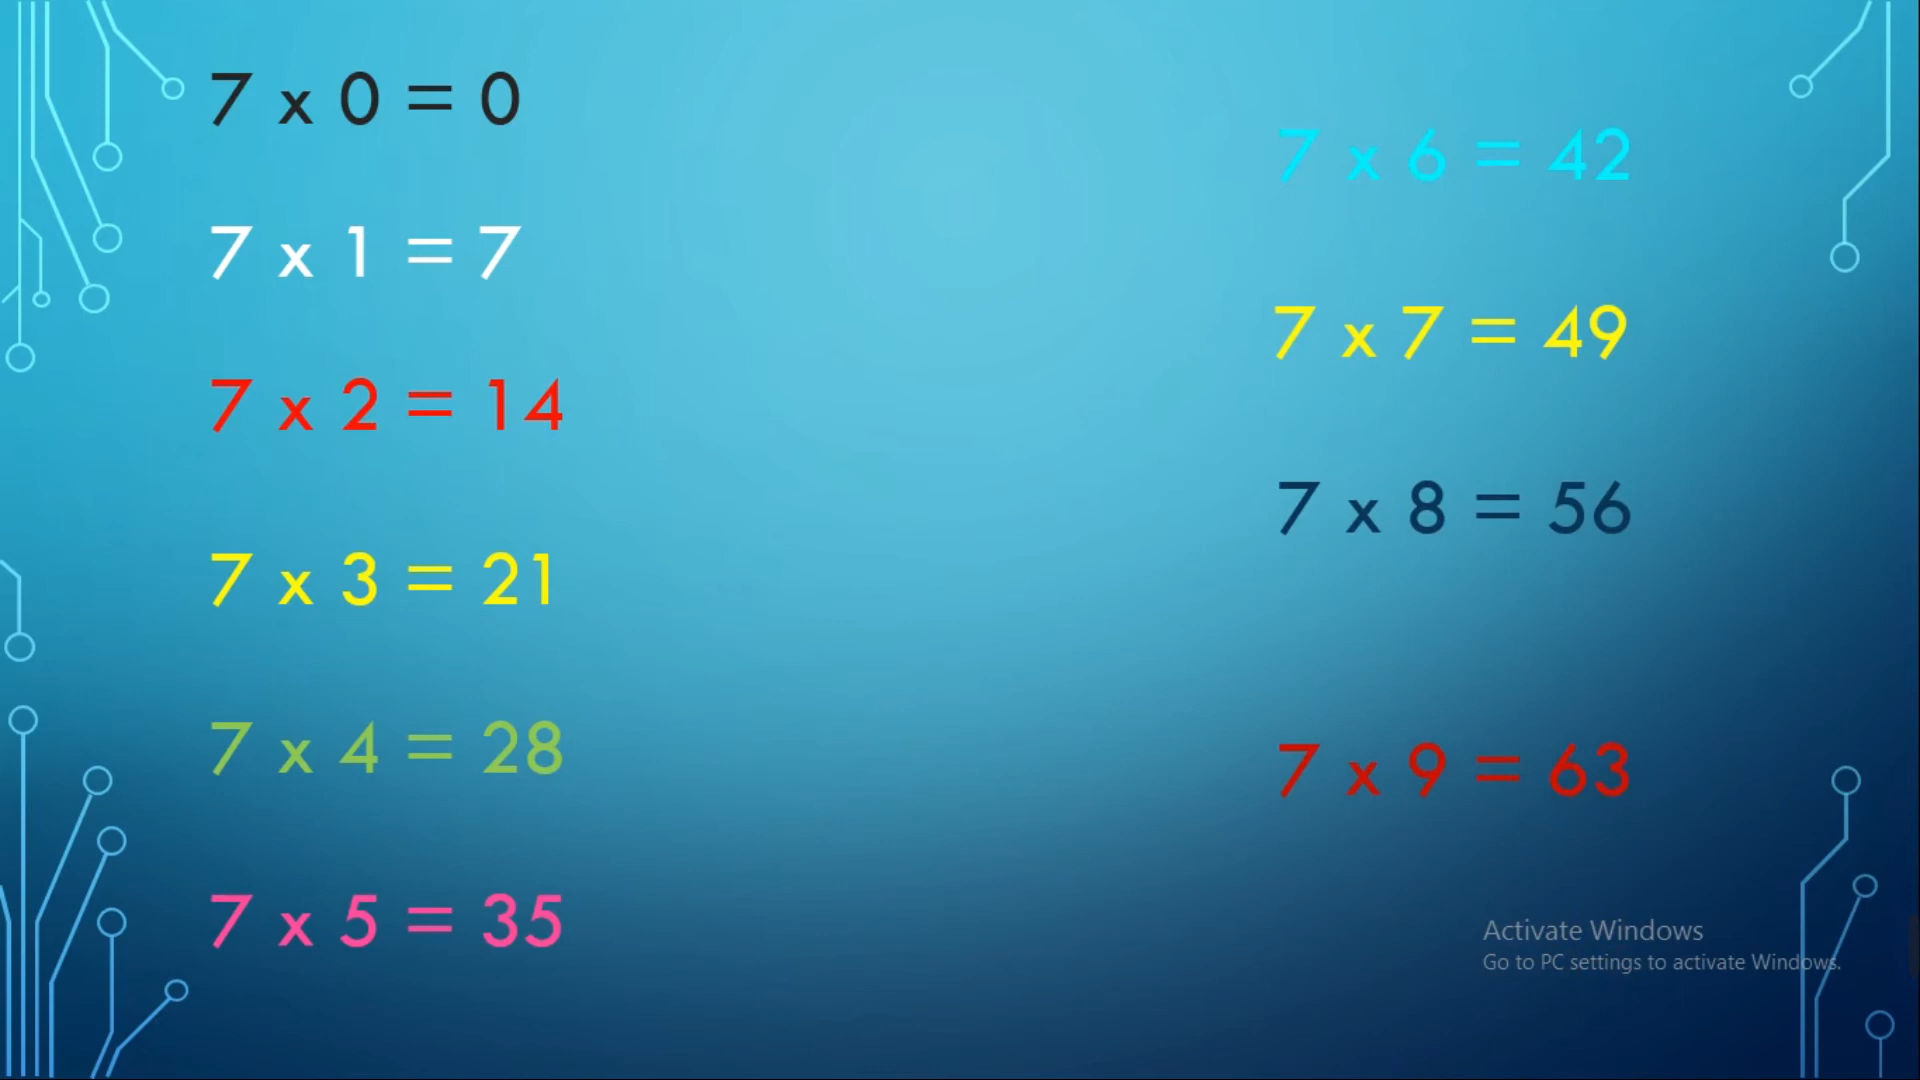 7 x 0 = 0
7 x 1 = 7
7 x 2 = 14
7 x 3 = 21
7 x 4 = 28
7 x 5 = 35
7 x 6 = 42
7 x 7 = 49
7 x 8 = 56
7 x 9 = 63
Activate Windows
Go to PC settings to activate Windows.